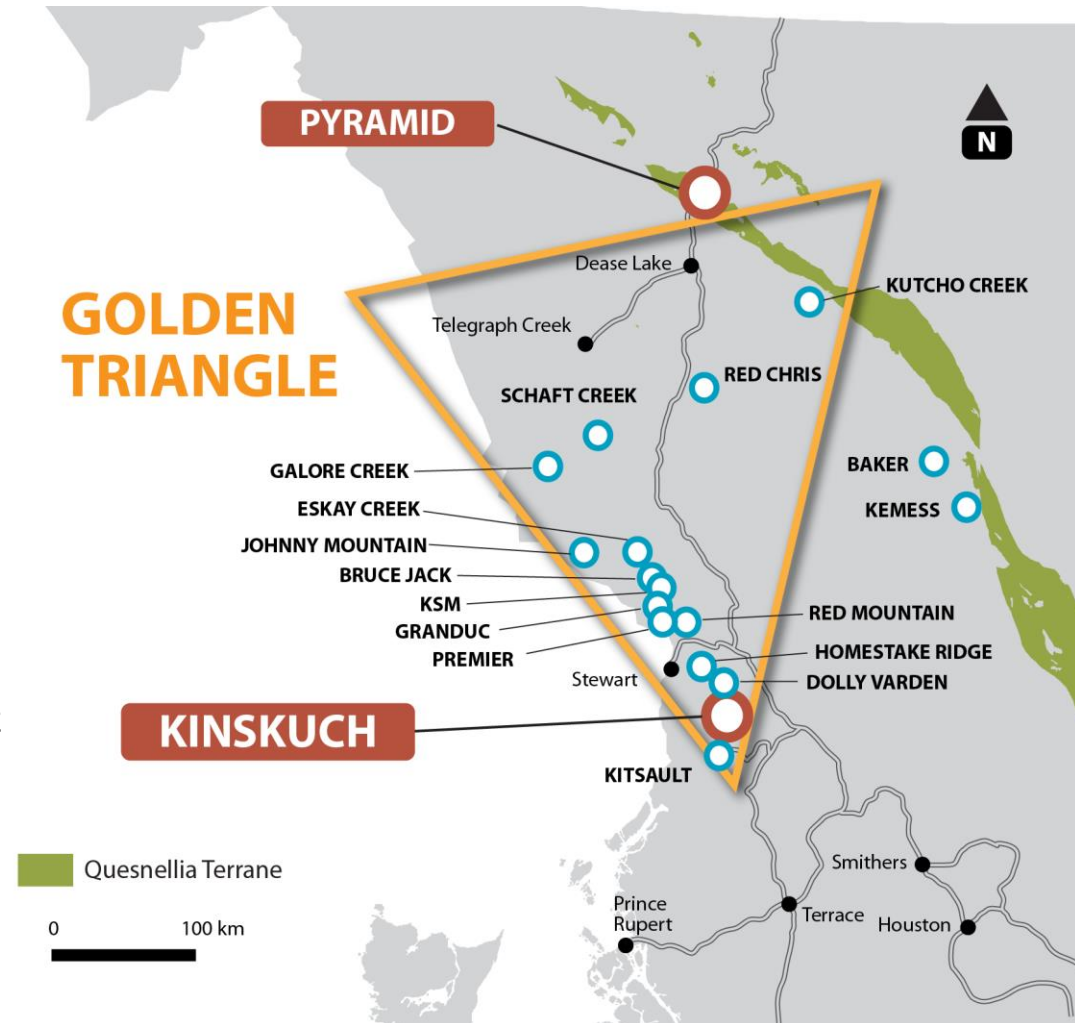 PYRAMID
N
Dease Lake
GOLDEN
TRIANGLE
KUTCHO CREEK
Telegraph Creek
RED CHRIS
SCHAFT CREEK
GALORE CREEK
BAKER
ESKAY CREEK
KEMESS
JOHNNY MOUNTAIN
BRUCE JACK
KSM
GRANDUC
RED MOUNTAIN
PREMIER
HOMESTAKE RIDGE
Stewart
DOLLY VARDEN
KINSKUCH
KITSAULT
Quesnellia Terrane
Smithers
Prince
Rupert
Terrace
Houston
0
100 km